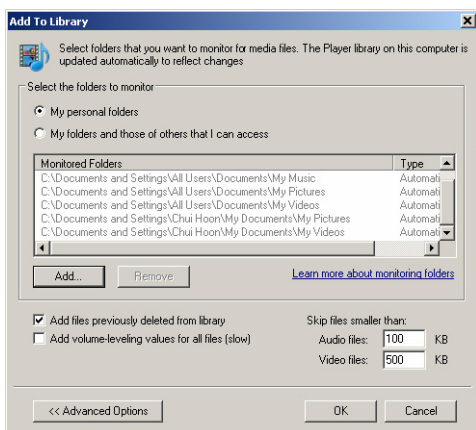 Add To Library
Select folders that you want to monitor for media files. The Player library on this computer is
updated automatically to reflect changes
Select the folders to monitor
My personal folders
My folders and those of others that I can access
Monitored Folders Type
C:\Documents and Settings\All Users\Documents\My Music Automati
C:\Documents and Settings\All Users\Documents\My Pictures Automati
C:\Documents and Settings\All Users\Documents\My Videos Automati
C:\Documents and Settings\Chui Hoon\My Documents\My Pictures Automati
C:\Documents and Settings\Chui Hoon\My Documents\My Videos Automati
Add... Remove Learn more about monitoring folders
Add files previously deleted from library Skip files smaller than:
Add volume-leveling values for all files (slow) Audio files: 100 KB
Video files: 500 KB
<< Advanced Options OK Cancel